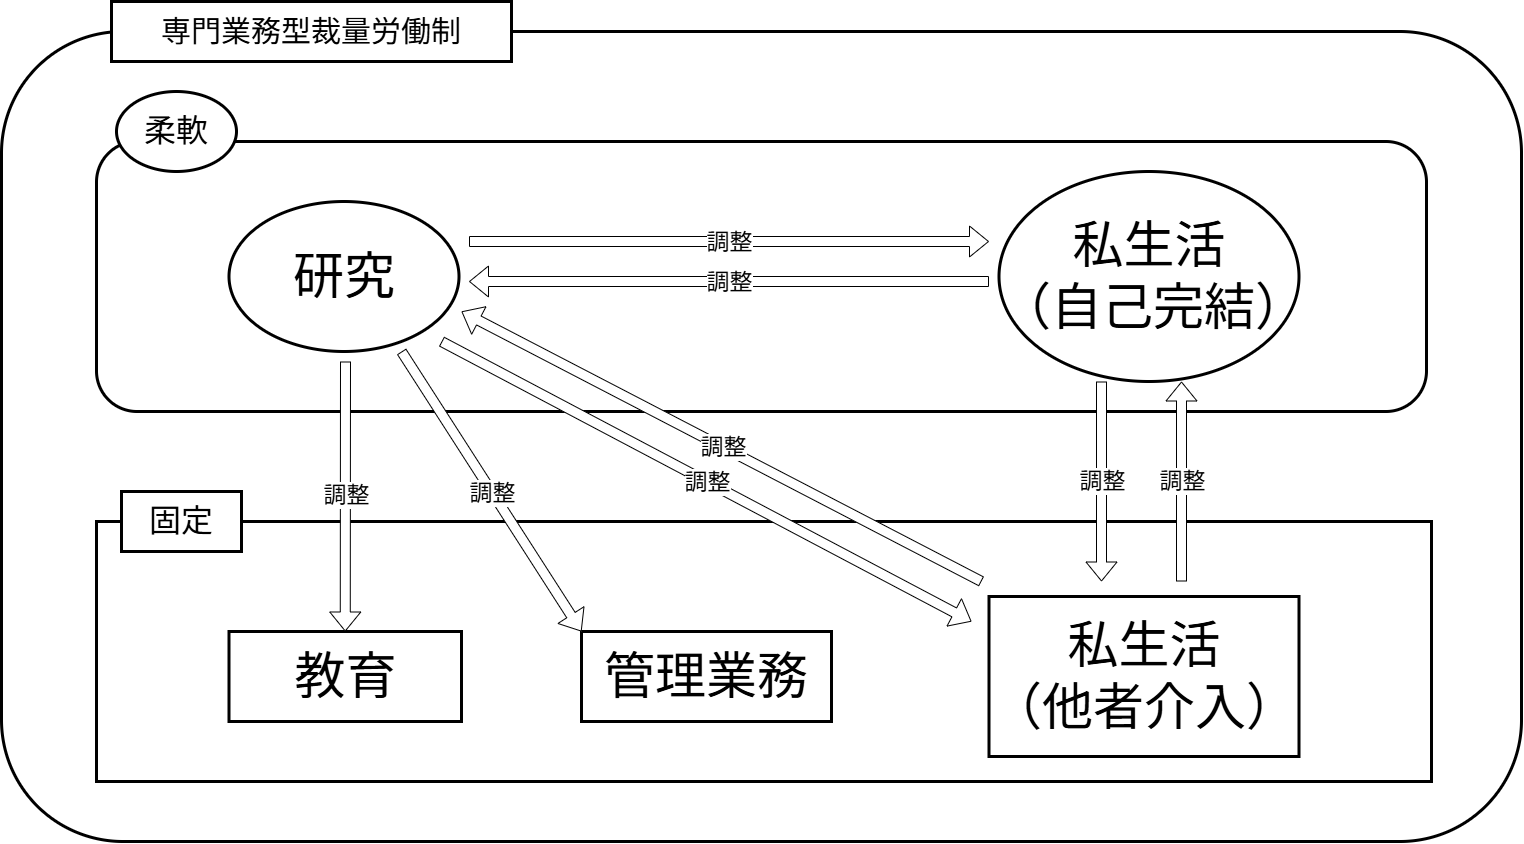 専門業務型裁量労働制
柔軟
研究
調整
調整
私生活
（自己完結）
調整
調整
調整
調整
調整
調整
固定
教育
管理業務
私生活
（他者介入）